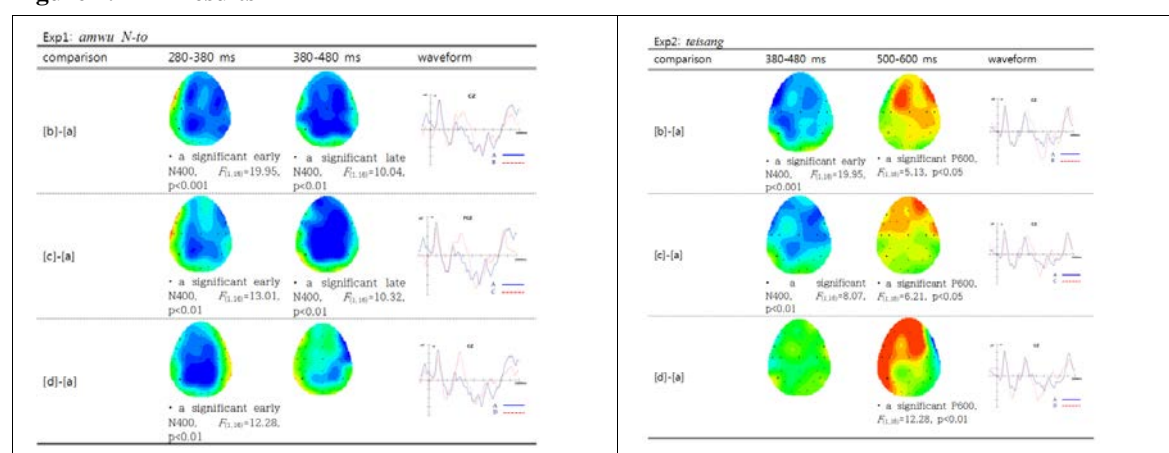 Exp1: amwu N-to
comparison 280-380 ms 380-480 ms waveform
CZ
[b]-[a]
A
B
• a significant early
N400, F(1,16)=19.95,
p<0.001
• a significant late
N400, F(1,16)=10.04,
p<0.01
[c]-[a]
A
C
• a significant early
N400, F(1,16)=13.01,
p<0.01
• a significant late
N400, F(1,16)=10.32,
p<0.01
CZ
[d]-[a]
A
D
• a significant early
N400, F(1,16)=12.28,
p<0.01
Exp2: teisang
comparison 380-480 ms 500-600 ms waveform
CZ
[b]-[a]
A
B
• a significant early
N400, F(1,16)=19.95,
p<0.001
• a significant P600,
F(1,16)=5.13, p<0.05
CZ
[c]-[a]
A
C
• a significant
N400, F(1,16)=8.07,
p<0.01
• a significant P600,
F(1,16)=6.21, p<0.05
CZ
[d]-[a]
A
D
• a significant P600,
F(1,16)=12.28, p<0.01